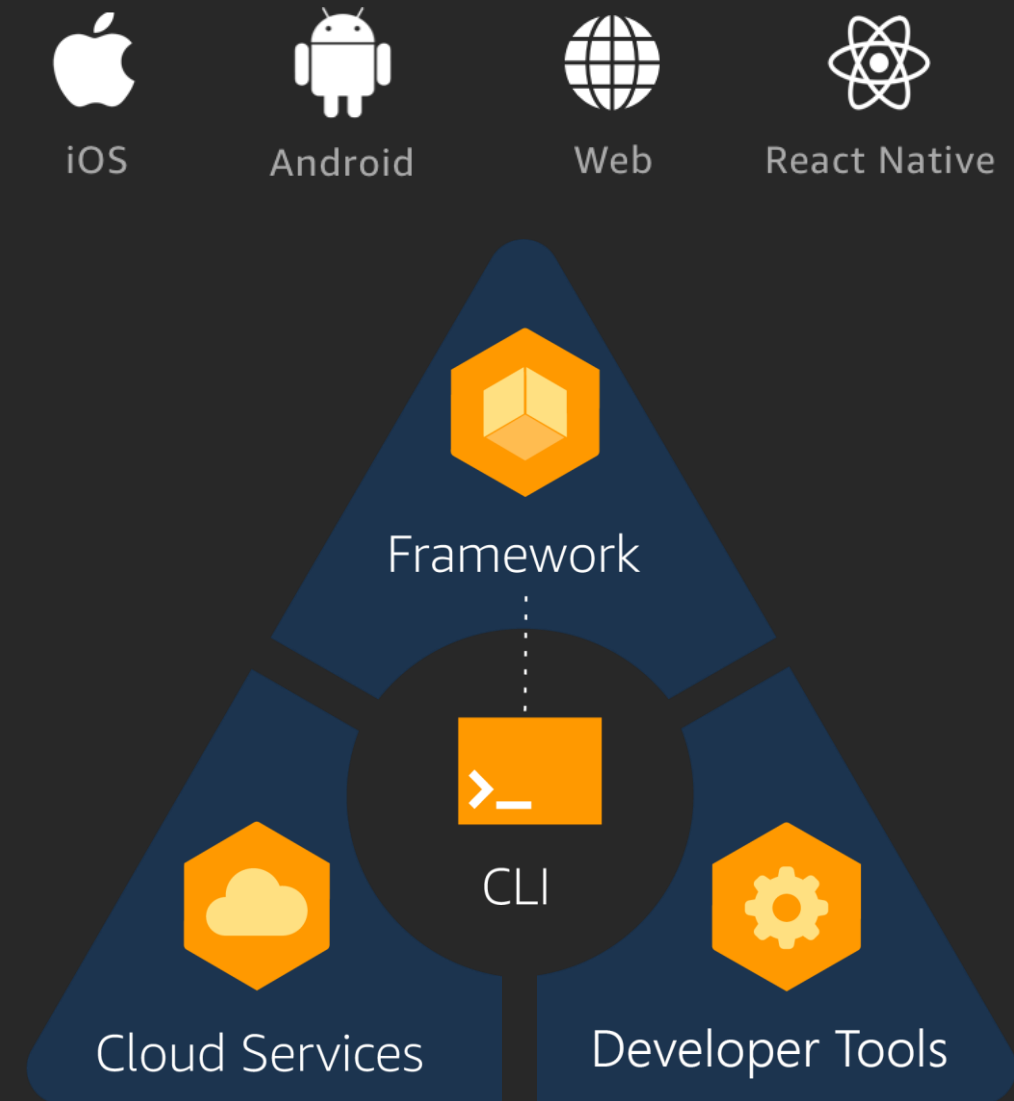 iOS
Android
Web
React Native
Framework
>_
CLI
Cloud Services
Developer Tools